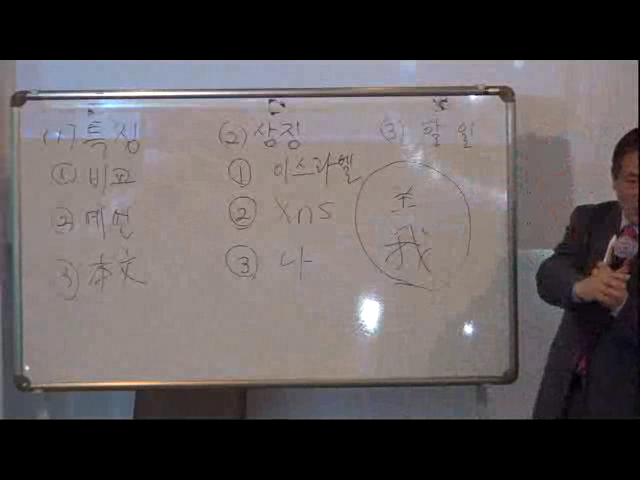 (1) 특징
① 비교
② 예언
③ 本文
(2) 상징
① 이스라엘
② Xns
③ 나
(3) 할 일
主
我